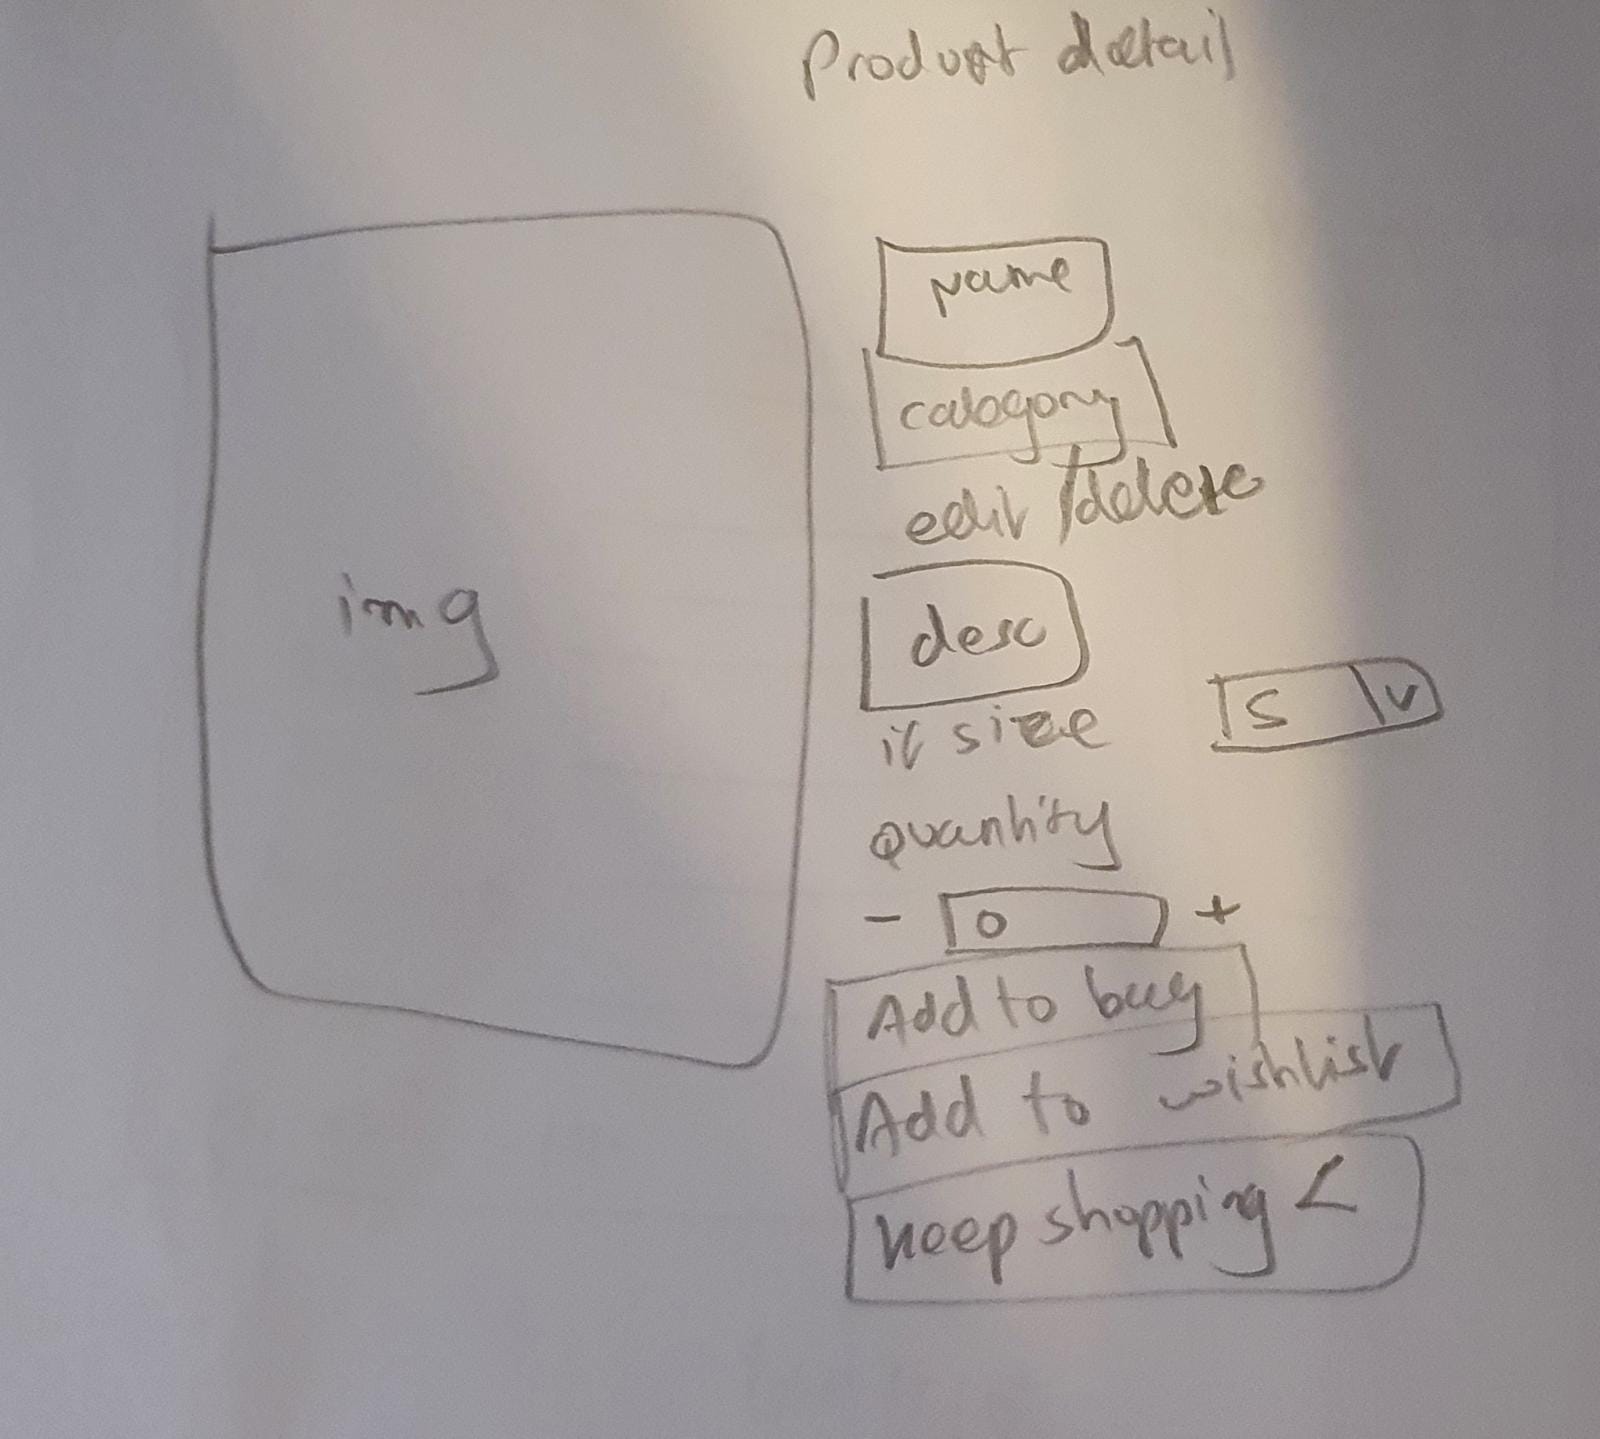 Product detail
img
Name
category
edit / delete
desc
if size
S V
quantity
- 0 +
Add to buy
Add to wishlist
keep shopping <